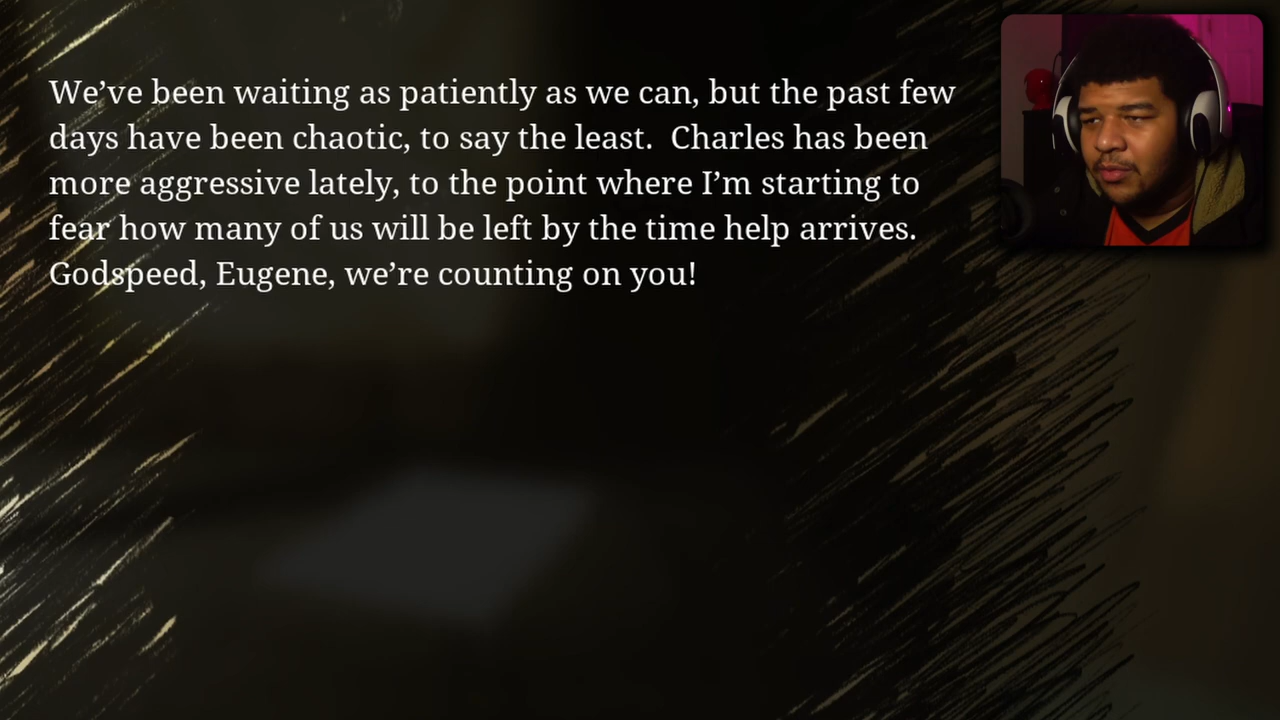 We’ve been waiting as patiently as we can, but the past few
days have been chaotic, to say the least.  Charles has been
more aggressive lately, to the point where I’m starting to
fear how many of us will be left by the time help arrives.
Godspeed, Eugene, we’re counting on you!